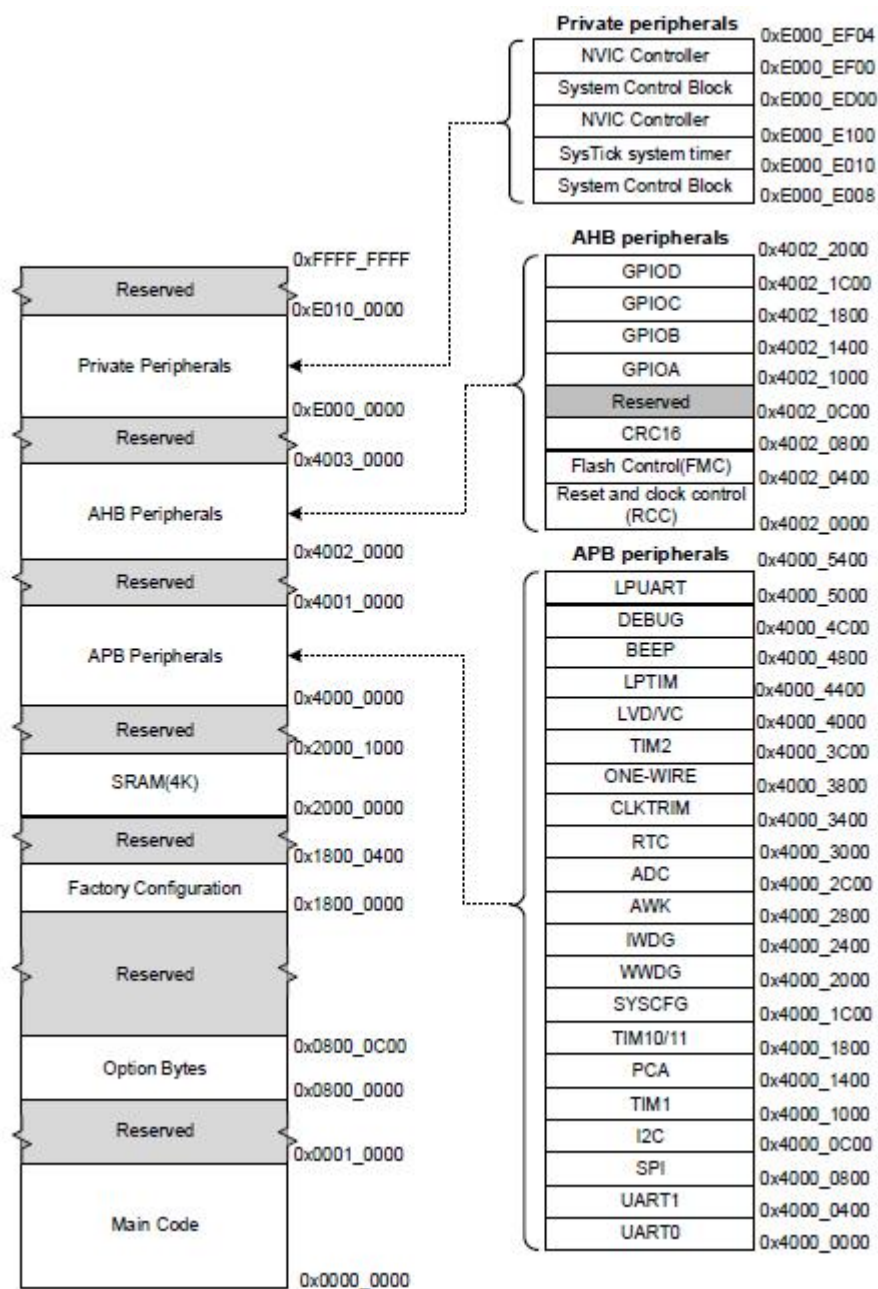 Private peripherals
0xE000_EF04
NVIC Controller
0xE000_EF00
System Control Block
0xE000_ED00
NVIC Controller
0xE000_E100
SysTick system timer
0xE000_E010
System Control Block
0xE000_E008
AHB peripherals
0x4002_2000
GPIOD
0x4002_1C00
GPIOC
0x4002_1800
GPIOB
0x4002_1400
GPIOA
0x4002_1000
Reserved
0x4002_0C00
CRC16
0x4002_0800
Flash Control(FMC)
0x4002_0400
Reset and clock control
(RCC)
0x4002_0000
APB peripherals
0x4000_5400
LPUART
0x4000_5000
DEBUG
0x4000_4C00
BEEP
0x4000_4800
LPTIM
0x4000_4400
LVD/VC
0x4000_4000
TIM2
0x4000_3C00
ONE-WIRE
0x4000_3800
CLKTRIM
0x4000_3400
RTC
0x4000_3000
ADC
0x4000_2C00
AWK
0x4000_2800
IWDG
0x4000_2400
WWDG
0x4000_2000
SYSCFG
0x4000_1C00
TIM10/11
0x4000_1800
PCA
0x4000_1400
TIM1
0x4000_1000
I2C
0x4000_0C00
SPI
0x4000_0800
UART1
0x4000_0400
UART0
0x4000_0000
0xFFFF_FFFF
Reserved
0xE010_0000
Private Peripherals
0xE000_0000
Reserved
0x4003_0000
AHB Peripherals
0x4002_0000
Reserved
0x4001_0000
APB Peripherals
0x4000_0000
Reserved
0x2000_1000
SRAM(4K)
0x2000_0000
Reserved
0x1800_0400
Factory Configuration
0x1800_0000
Reserved
0x0800_0C00
Option Bytes
0x0800_0000
Reserved
0x0001_0000
Main Code
0x0000_0000